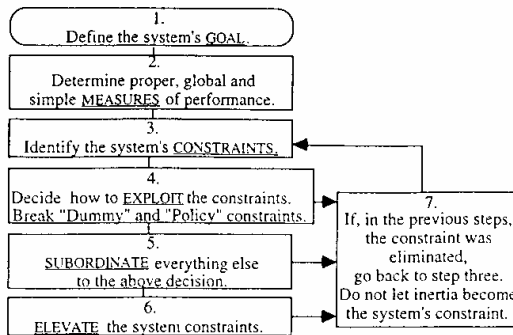 1.
Define the system's GOAL.
2.
Determine proper, global and
simple MEASURES of performance.
3.
Identify the system's CONSTRAINTS.
4.
Decide how to EXPLOIT the constraints.
Break "Dummy" and "Policy" constraints.
5.
SUBORDINATE everything else
to the above decision.
6.
ELEVATE the system constraints.
7.
If, in the previous steps,
the constraint was
eliminated,
go back to step three.
Do not let inertia become
the system's constraint.